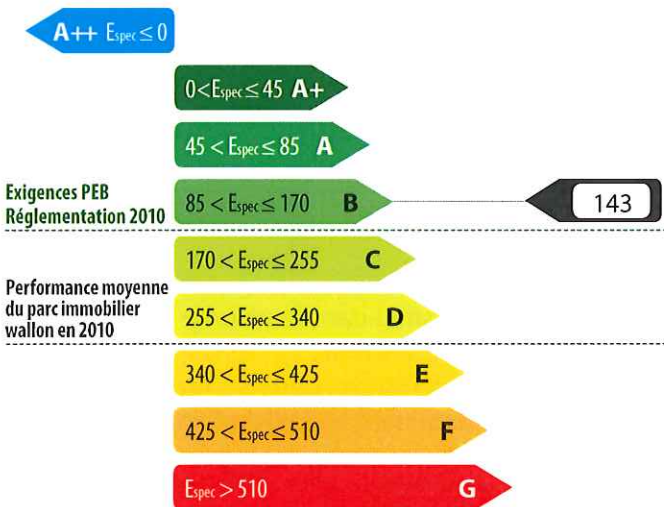 A++ Espec ≤ 0
0 < Espec ≤ 45 A+
45 < Espec ≤ 85 A
Exigences PEB
Réglementation 2010
85 < Espec ≤ 170 B
143
170 < Espec ≤ 255 C
Performance moyenne
du parc immobilier
wallon en 2010
255 < Espec ≤ 340 D
340 < Espec ≤ 425 E
425 < Espec ≤ 510 F
Espec > 510 G